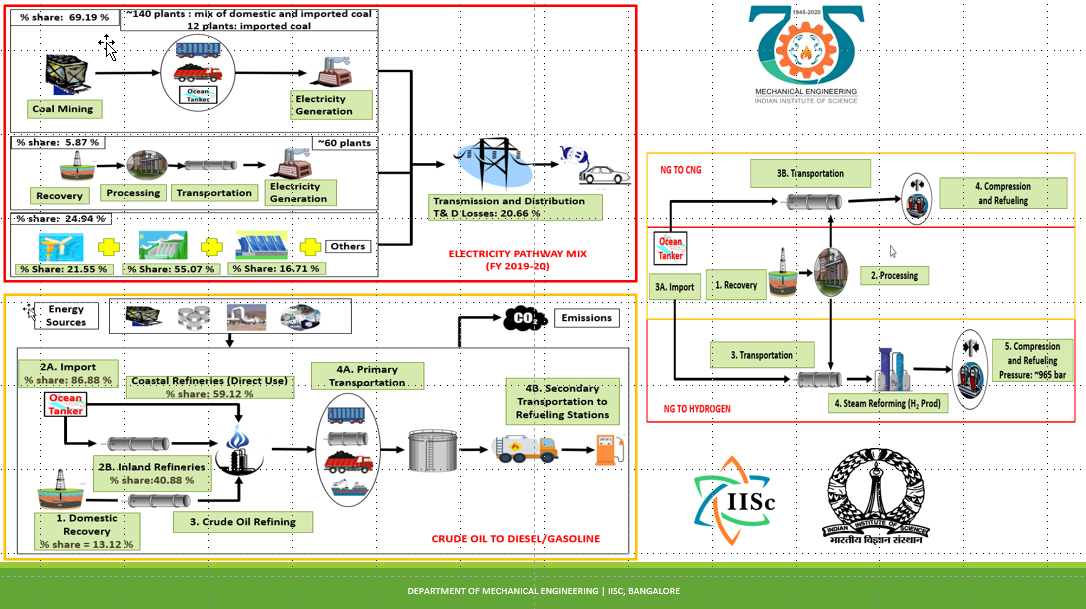 % share: 69.19 %
~140 plants : mix of domestic and imported coal
12 plants: imported coal
Coal Mining
Ocean
Tanker
Electricity
Generation
% share: 5.87 %
~60 plants
Recovery
Processing
Transportation
Electricity
Generation
% share: 24.94 %
Others
% Share: 21.55 %
% Share: 55.07 %
% Share: 16.71 %
Transmission and Distribution
T& D Losses: 20.66 %
ELECTRICITY PATHWAY MIX
(FY 2019-20)
Energy
Sources
CO2
Emissions
2A. Import
% share: 86.88 %
Ocean
Tanker
Coastal Refineries (Direct Use)
% share: 59.12 %
2B. Inland Refineries
% share:40.88 %
1. Domestic
Recovery
% share = 13.12 %
3. Crude Oil Refining
4A. Primary
Transportation
4B. Secondary
Transportation to
Refueling Stations
CRUDE OIL TO DIESEL/GASOLINE
1945-2020
MECHANICAL ENGINEERING
INDIAN INSTITUTE OF SCIENCE
NG TO CNG
3B. Transportation
4. Compression
and Refueling
Ocean
Tanker
3A. Import
1. Recovery
2. Processing
3. Transportation
4. Steam Reforming (H2 Prod)
5. Compression
and Refueling
Pressure: ~965 bar
NG TO HYDROGEN
IISc
INDIAN INSTITUTE OF SCIENCE
भारतीय विज्ञान संस्थान
DEPARTMENT OF MECHANICAL ENGINEERING | IISC, BANGALORE